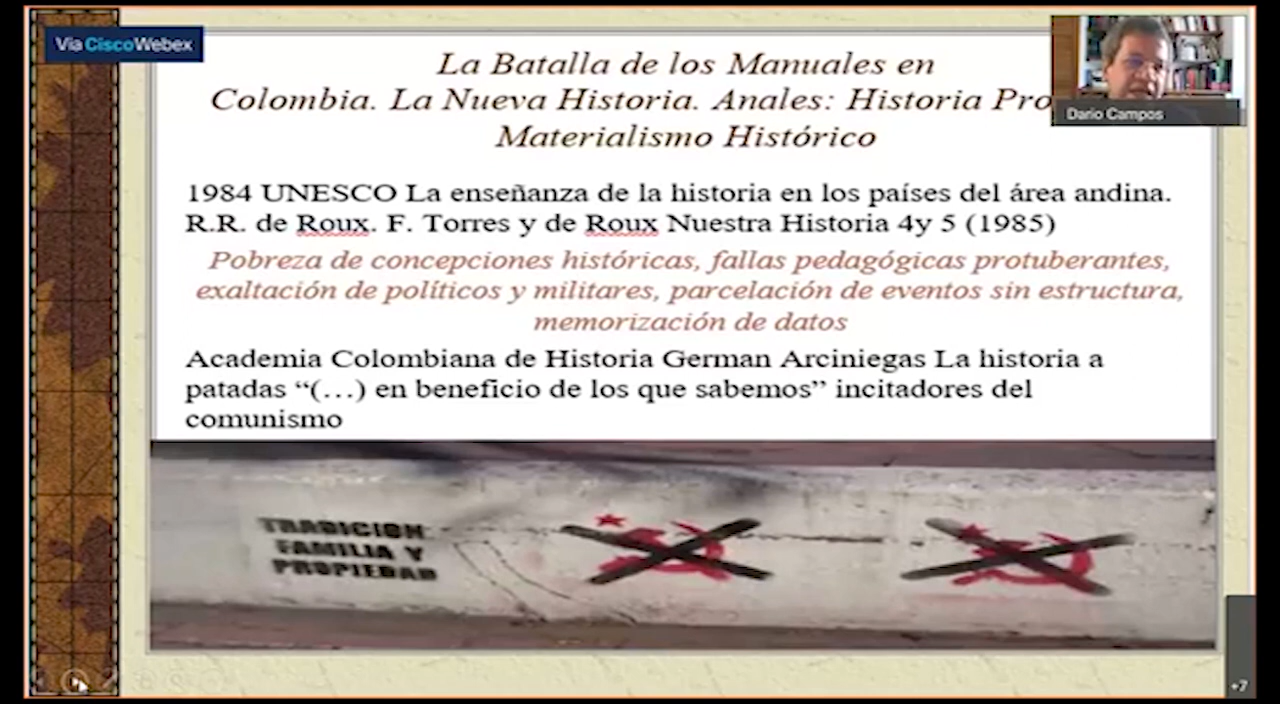 Vía CiscoWebex
La Batalla de los Manuales en
Colombia. La Nueva Historia. Anales: Historia
Dario Campos
Materialismo Histórico
1984 UNESCO La enseñanza de la historia en los países del área andina.
R.R. de Roux. F. Torres y de Roux Nuestra Historia 4y 5 (1985)
Pobreza de concepciones históricas, fallas pedagógicas protuberantes,
exaltación de políticos y militares, parcelación de eventos sin estructura,
memorización de datos
Academia Colombiana de Historia German Arciniegas La historia a
patadas “(…) en beneficio de los que sabemos” incitadores del
comunismo
TRADICION
FAMILIA Y
PROPIEDAD
+7